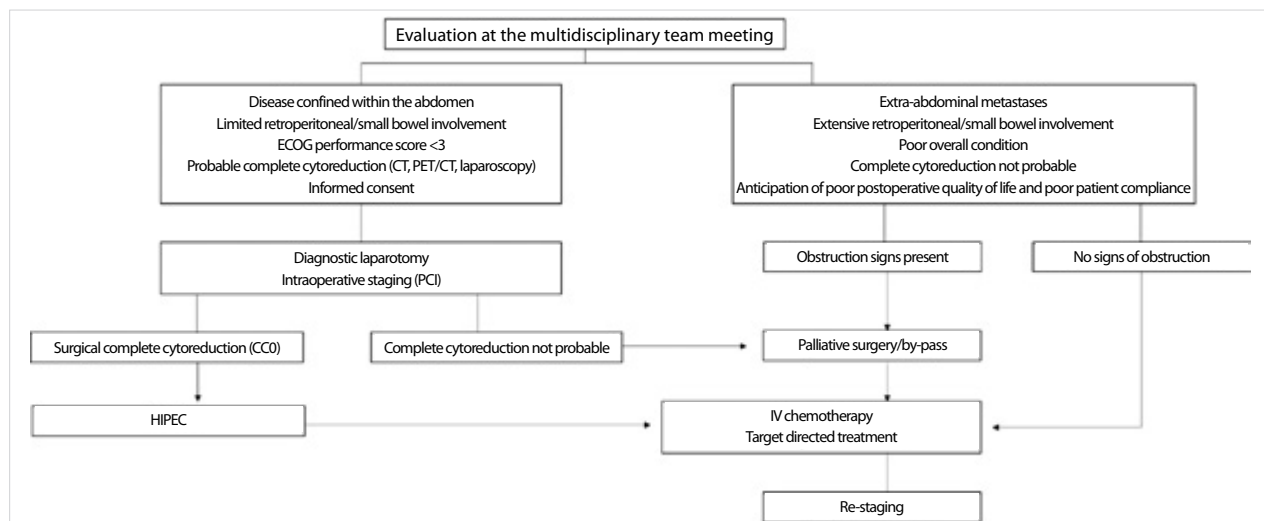 Evaluation at the multidisciplinary team meeting
Disease confined within the abdomen
Limited retroperitoneal/small bowel involvement
ECOG performance score <3
Probable complete cytoreduction (CT, PET/CT, laparoscopy)
Informed consent
Extra-abdominal metastases
Extensive retroperitoneal/small bowel involvement
Poor overall condition
Complete cytoreduction not probable
Anticipation of poor postoperative quality of life and poor patient compliance
Diagnostic laparotomy
Intraoperative staging (PCI)
Obstruction signs present
No signs of obstruction
Surgical complete cytoreduction (CC0)
Complete cytoreduction not probable
Palliative surgery/by-pass
HIPEC
IV chemotherapy
Target directed treatment
Re-staging